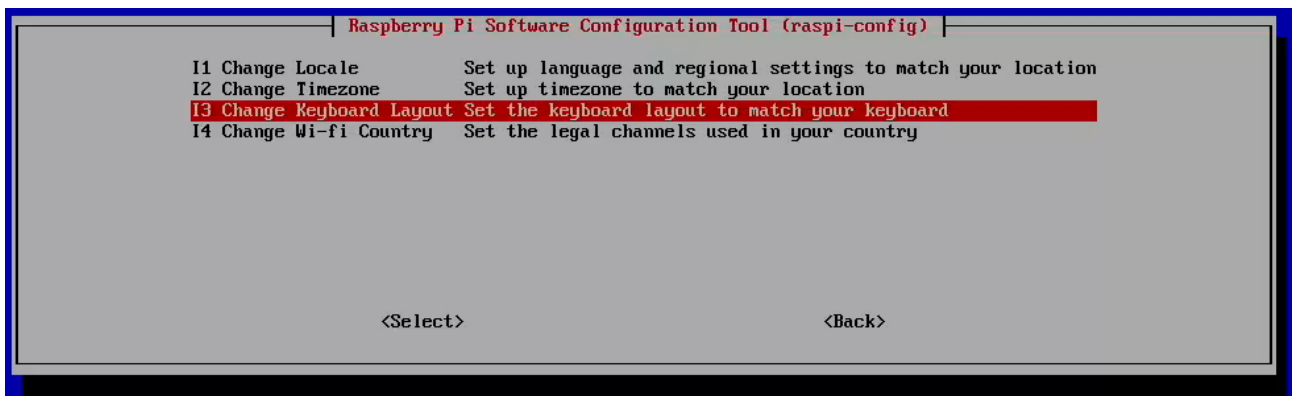 Raspberry Pi Software Configuration Tool (raspi-config)
I1 Change Locale Set up language and regional settings to match your location
I2 Change Timezone Set up timezone to match your location
I3 Change Keyboard Layout Set the keyboard layout to match your keyboard
I4 Change Wi-fi Country Set the legal channels used in your country
<Select> <Back>